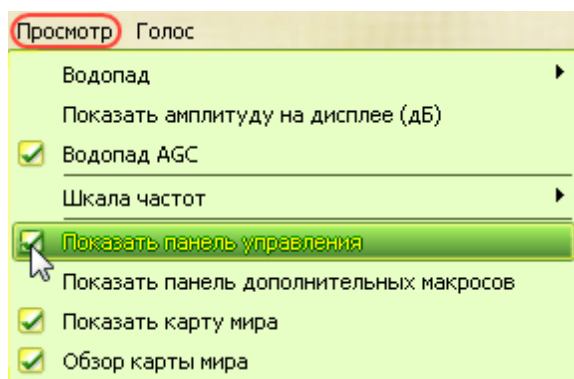 Просмотр Голос
Водопад
Показать амплитуду на дисплее (дБ)
Водопад AGC
Шкала частот
Показать панель управления
Показать панель дополнительных макросов
Показать карту мира
Обзор карты мира